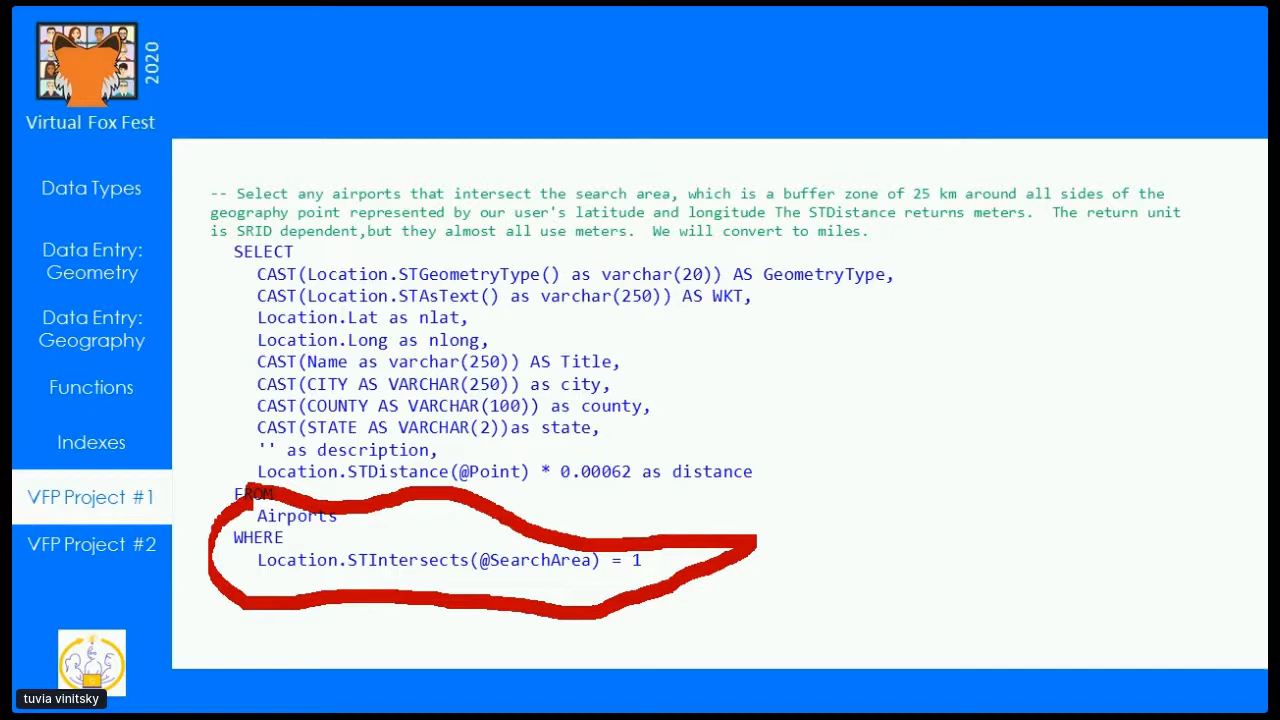 2020
Virtual Fox Fest
Data Types
Data Entry:
Geometry
Data Entry:
Geography
Functions
Indexes
VFP Project #1
VFP Project #2
tuvia vinitsky
-- Select any airports that intersect the search area, which is a buffer zone of 25 km around all sides of the
geography point represented by our user's latitude and longitude The STDistance returns meters.  The return unit
is SRID dependent,but they almost all use meters.  We will convert to miles.
SELECT
CAST(Location.STGeometryType() as varchar(20)) AS GeometryType,
CAST(Location.STAsText() as varchar(250)) AS WKT,
Location.Lat as nlat,
Location.Long as nlong,
CAST(Name as varchar(250)) AS Title,
CAST(CITY AS VARCHAR(250)) as city,
CAST(COUNTY AS VARCHAR(100)) as county,
CAST(STATE AS VARCHAR(2))as state,
'' as description,
Location.STDistance(@Point) * 0.00062 as distance
FROM
Airports
WHERE
Location.STIntersects(@SearchArea) = 1